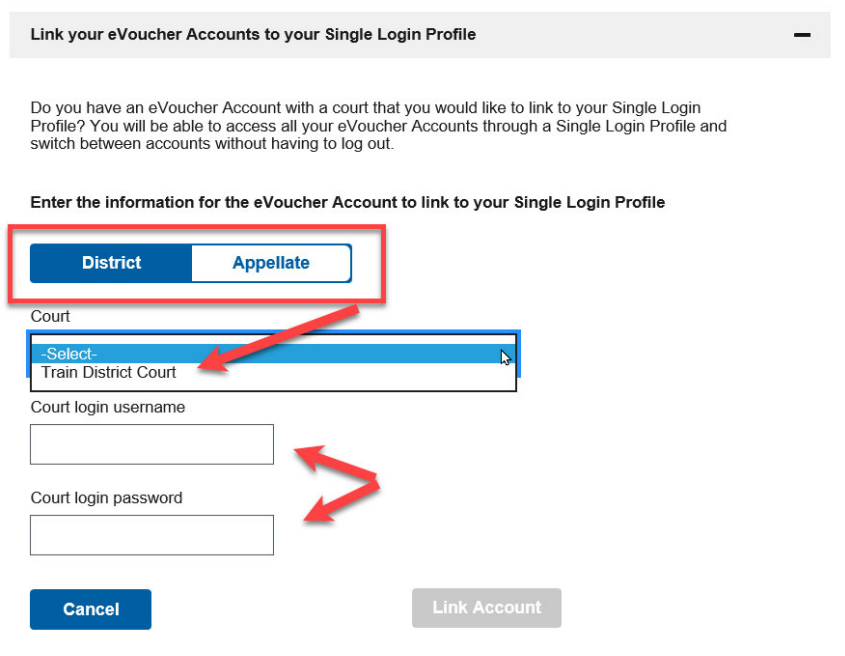 Link your eVoucher Accounts to your Single Login Profile
Do you have an eVoucher Account with a court that you would like to link to your Single Login
Profile? You will be able to access all your eVoucher Accounts through a Single Login Profile and
switch between accounts without having to log out.
Enter the information for the eVoucher Account to link to your Single Login Profile
District Appellate
Court
-Select-
Train District Court
Court login username
Court login password
Cancel Link Account